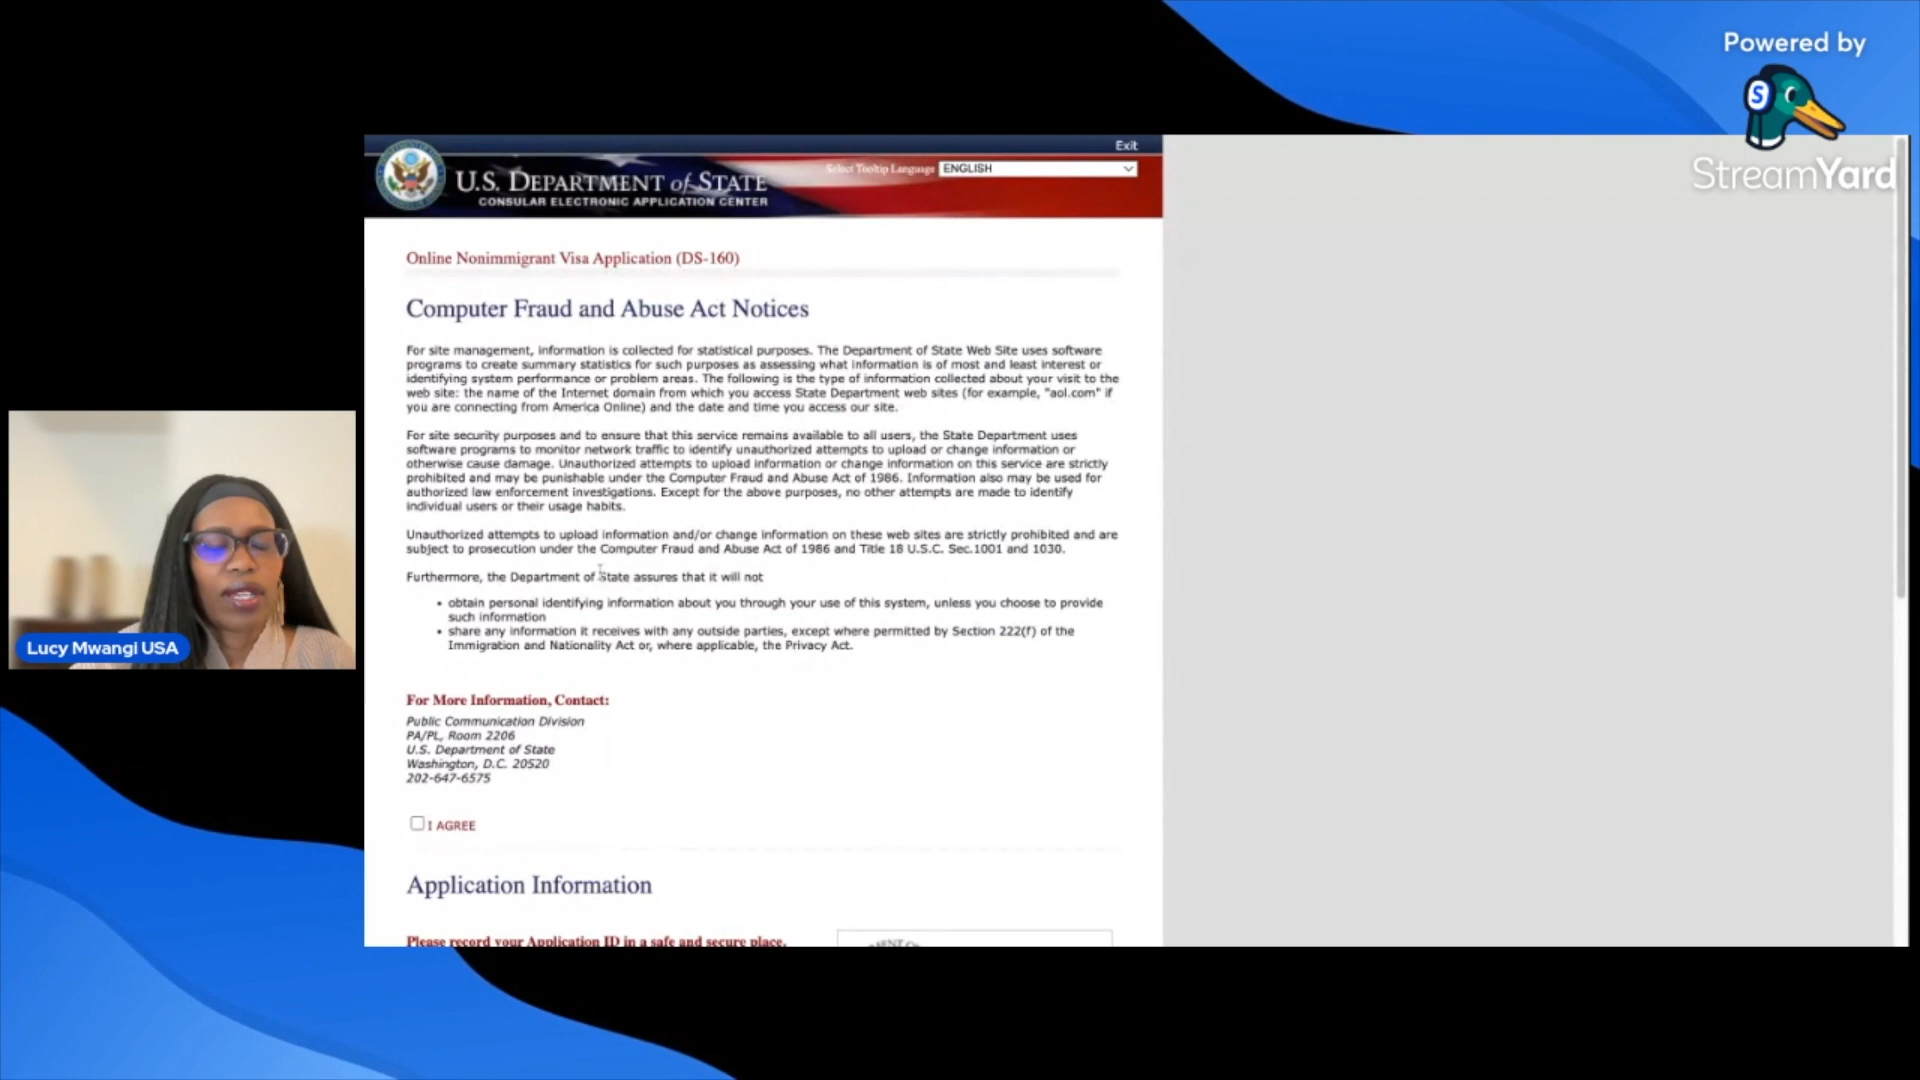 Powered by
StreamYard
Exit
Select Tooltip Language ENGLISH
U.S. DEPARTMENT of STATE
CONSULAR ELECTRONIC APPLICATION CENTER
Online Nonimmigrant Visa Application (DS-160)
Computer Fraud and Abuse Act Notices
For site management, information is collected for statistical purposes. The Department of State Web Site uses software
programs to create summary statistics for such purposes as assessing what information is of most and least interest or
identifying system performance or problem areas. The following is the type of information collected about your visit to the
web site: the name of the Internet domain from which you access State Department web sites (for example, "aol.com" if
you are connecting from America Online) and the date and time you access our site.
For site security purposes and to ensure that this service remains available to all users, the State Department uses
software programs to monitor network traffic to identify unauthorized attempts to upload or change information or
otherwise cause damage. Unauthorized attempts to upload information or change information on this service are strictly
prohibited and may be punishable under the Computer Fraud and Abuse Act of 1986. Information also may be used for
authorized law enforcement investigations. Except for the above purposes, no other attempts are made to identify
individual users or their usage habits.
Unauthorized attempts to upload information and/or change information on these web sites are strictly prohibited and are
subject to prosecution under the Computer Fraud and Abuse Act of 1986 and Title 18 U.S.C. Sec.1001 and 1030.
Furthermore, the Department of State assures that it will not
• obtain personal identifying information about you through your use of this system, unless you choose to provide
such information
• share any information it receives with any outside parties, except where permitted by Section 222(f) of the
Immigration and Nationality Act or, where applicable, the Privacy Act.
For More Information, Contact:
Public Communication Division
PA/PL, Room 2206
U.S. Department of State
Washington, D.C. 20520
202-647-6575
I AGREE
Application Information
Please record your Application ID in a safe and secure place.
Lucy Mwangi USA